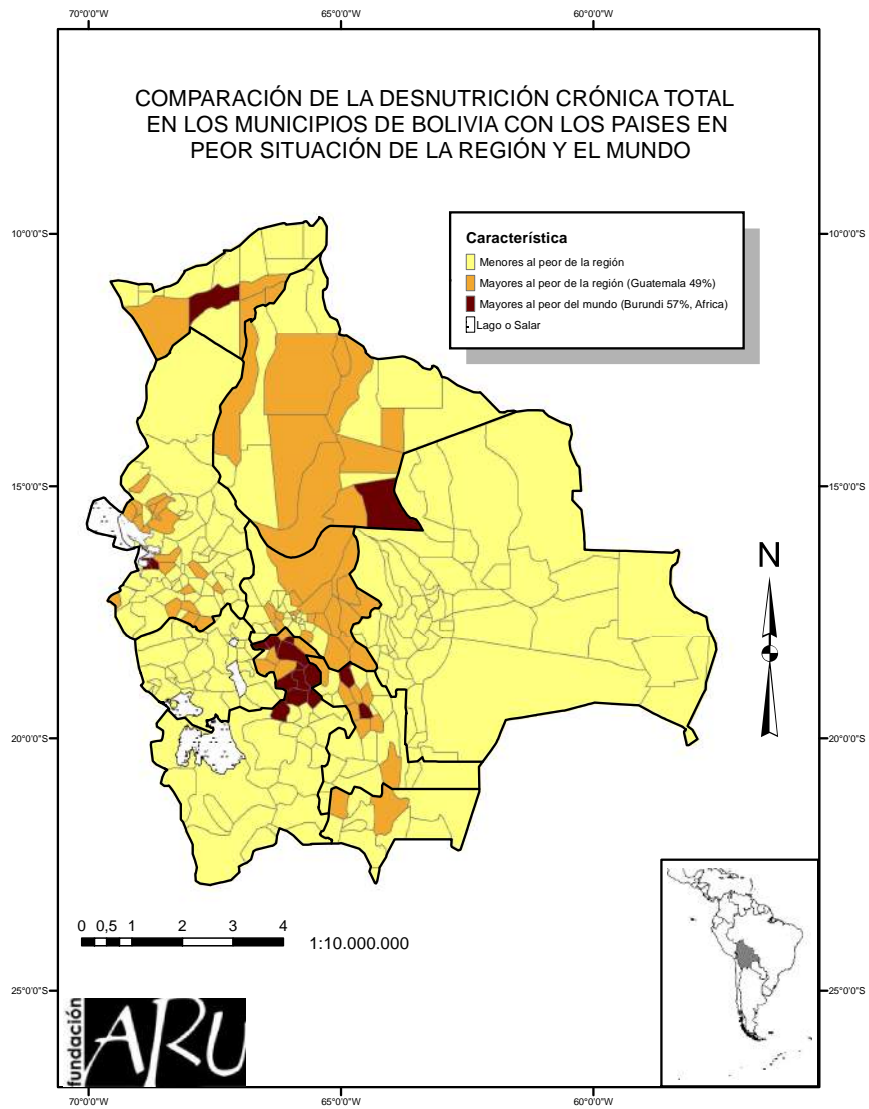 70°0'0"W 65°0'0"W 60°0'0"W
COMPARACIÓN DE LA DESNUTRICIÓN CRÓNICA TOTAL
EN LOS MUNICIPIOS DE BOLIVIA CON LOS PAISES EN
PEOR SITUACIÓN DE LA REGIÓN Y EL MUNDO
10°0'0"S 10°0'0"S
Característica
Menores al peor de la región
Mayores al peor de la región (Guatemala 49%)
Mayores al peor del mundo (Burundi 57%, Africa)
Lago o Salar
15°0'0"S 15°0'0"S
N
20°0'0"S 20°0'0"S
0 0,5 1 2 3 4
1:10.000.000
25°0'0"S 25°0'0"S
fundación
ARU
70°0'0"W 65°0'0"W 60°0'0"W